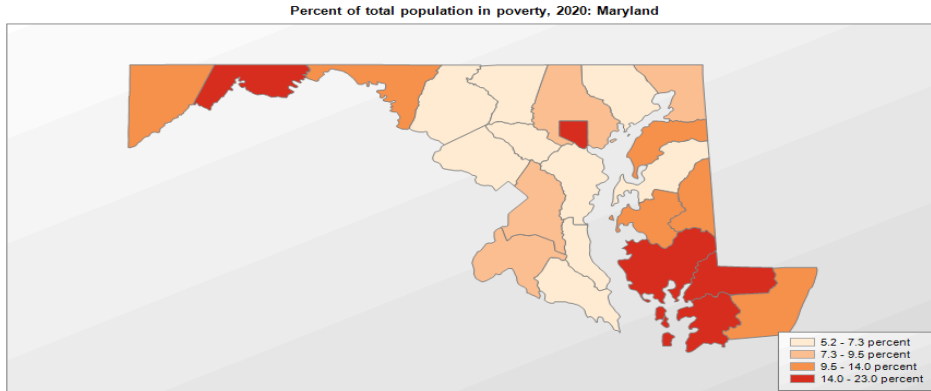 Percent of total population in poverty, 2020: Maryland
5.2 - 7.3 percent
7.3 - 9.5 percent
9.5 - 14.0 percent
14.0 - 23.0 percent